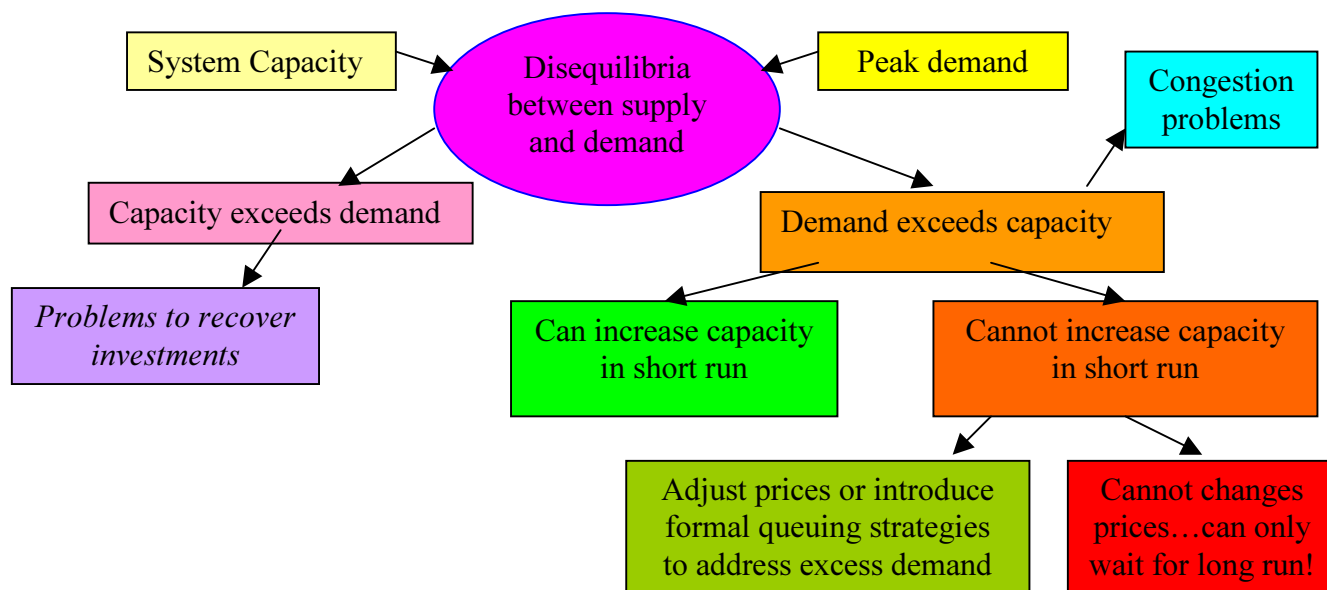 System Capacity
Disequilibria
between supply
and demand
Peak demand
Congestion
problems
Capacity exceeds demand
Demand exceeds capacity
Problems to recover
investments
Can increase capacity
in short run
Cannot increase capacity
in short run
Adjust prices or introduce
formal queuing strategies
to address excess demand
Cannot changes
prices…can only
wait for long run!